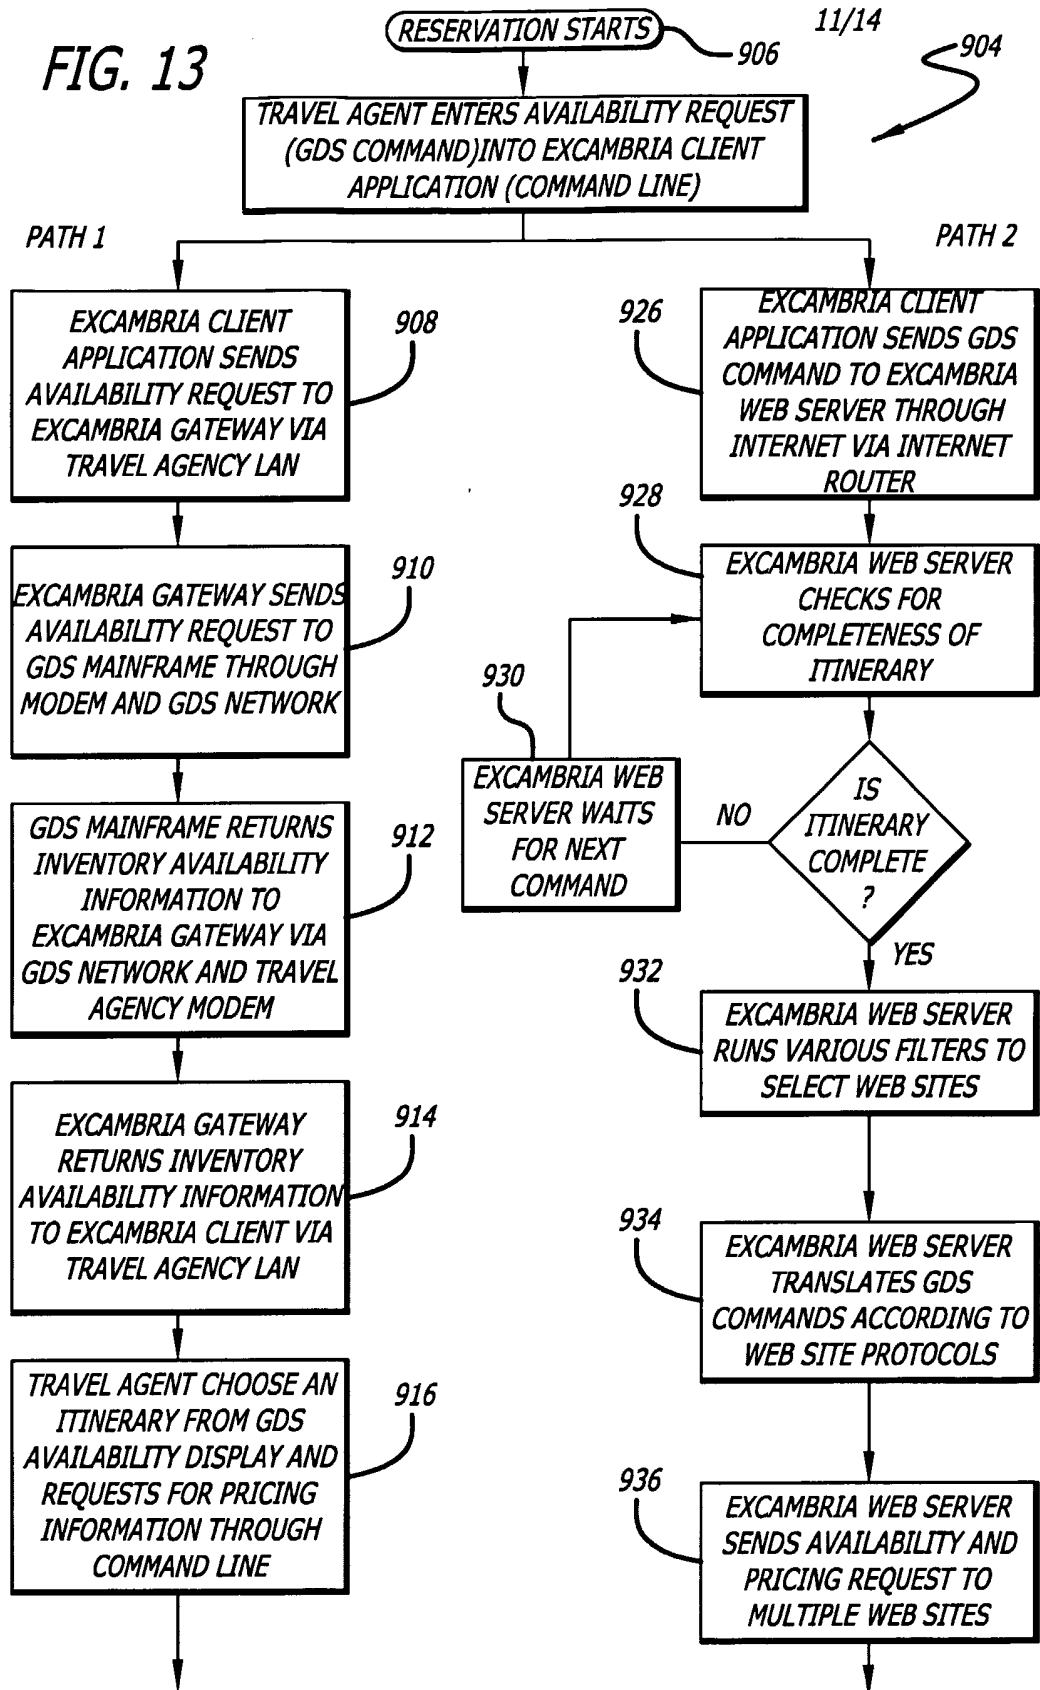 11/14
FIG. 13
RESERVATION STARTS
906
904
TRAVEL AGENT ENTERS AVAILABILITY REQUEST
(GDS COMMAND)INTO EXCAMBRIA CLIENT
APPLICATION (COMMAND LINE)
PATH 1
PATH 2
EXCAMBRIA CLIENT
APPLICATION SENDS
AVAILABILITY REQUEST TO
EXCAMBRIA GATEWAY VIA
TRAVEL AGENCY LAN
908
EXCAMBRIA GATEWAY SENDS
AVAILABILITY REQUEST TO
GDS MAINFRAME THROUGH
MODEM AND GDS NETWORK
910
GDS MAINFRAME RETURNS
INVENTORY AVAILABILITY
INFORMATION TO
EXCAMBRIA GATEWAY VIA
GDS NETWORK AND TRAVEL
AGENCY MODEM
912
EXCAMBRIA GATEWAY
RETURNS INVENTORY
AVAILABILITY INFORMATION
TO EXCAMBRIA CLIENT VIA
TRAVEL AGENCY LAN
914
TRAVEL AGENT CHOOSE AN
ITINERARY FROM GDS
AVAILABILITY DISPLAY AND
REQUESTS FOR PRICING
INFORMATION THROUGH
COMMAND LINE
916
926
EXCAMBRIA CLIENT
APPLICATION SENDS GDS
COMMAND TO EXCAMBRIA
WEB SERVER THROUGH
INTERNET VIA INTERNET
ROUTER
928
EXCAMBRIA WEB SERVER
CHECKS FOR
COMPLETENESS OF
ITINERARY
930
EXCAMBRIA WEB
SERVER WAITS
FOR NEXT
COMMAND
NO
IS
ITINERARY
COMPLETE
?
YES
932
EXCAMBRIA WEB SERVER
RUNS VARIOUS FILTERS TO
SELECT WEB SITES
934
EXCAMBRIA WEB SERVER
TRANSLATES GDS
COMMANDS ACCORDING TO
WEB SITE PROTOCOLS
936
EXCAMBRIA WEB SERVER
SENDS AVAILABILITY AND
PRICING REQUEST TO
MULTIPLE WEB SITES